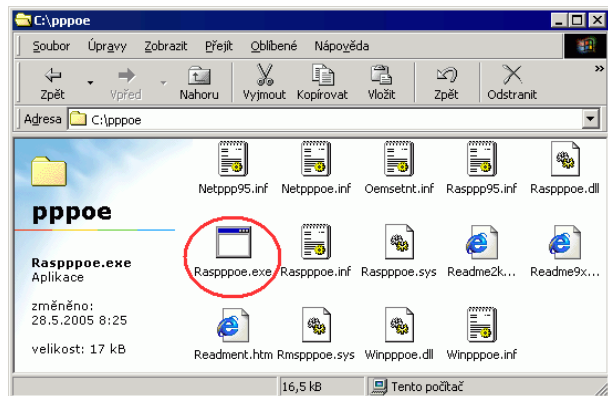 C:\pppoe
Soubor Úpravy Zobrazit Přejít Oblíbené Nápověda
Zpět Vpřed Nahoru Vyjmout Kopírovat Vložit Zpět Odstranit »
Adresa C:\pppoe
Netppp95.inf Netpppoe.inf Oemsetnt.inf Rasppp95.inf Raspppoe.dll
pppoe
Raspppoe.exe
Aplikace
Raspppoe.exe Raspppoe.inf Raspppoe.sys Readme2k... Readme9x...
změněno:
28.5.2005 8:25
velikost: 17 kB
Readment.htm Rmspppoe.sys Winpppoe.dll Winpppoe.inf
16,5 kB Tento počítač